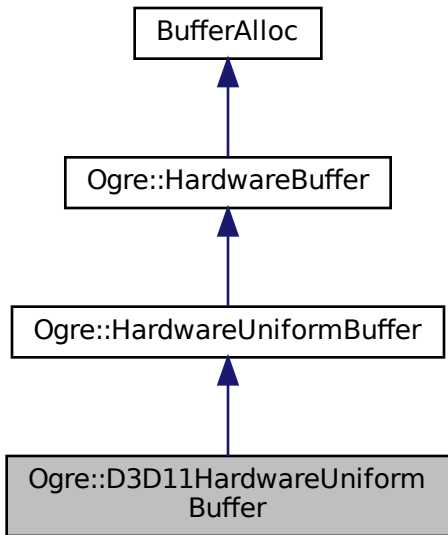 BufferAlloc
Ogre::HardwareBuffer
Ogre::HardwareUniformBuffer
Ogre::D3D11HardwareUniform
Buffer